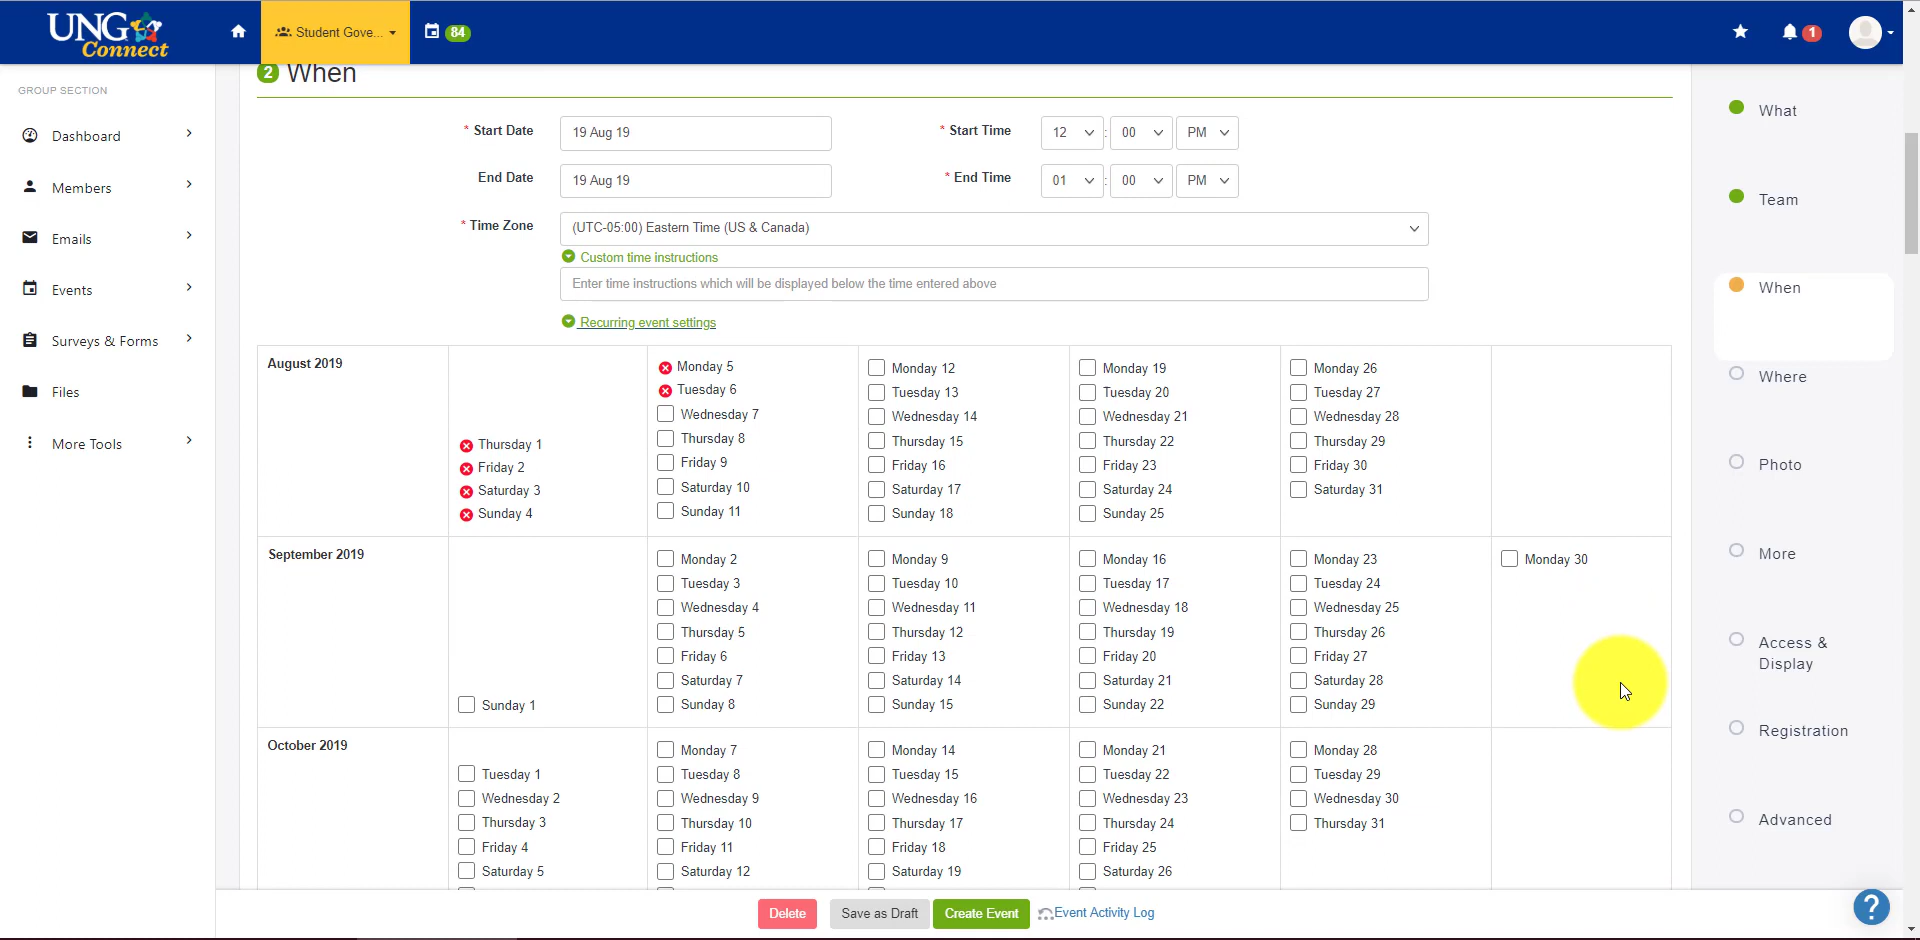 UNG
Connect
Student Gove...
84
1
GROUP SECTION
Dashboard
Members
Emails
Events
Surveys & Forms
Files
More Tools
2 When
* Start Date 19 Aug 19 * Start Time 12 : 00 PM
End Date 19 Aug 19 * End Time 01 : 00 PM
* Time Zone (UTC-05:00) Eastern Time (US & Canada)
Custom time instructions
Enter time instructions which will be displayed below the time entered above
Recurring event settings
August 2019
Thursday 1
Friday 2
Saturday 3
Sunday 4
Monday 5
Tuesday 6
Wednesday 7
Thursday 8
Friday 9
Saturday 10
Sunday 11
Monday 12
Tuesday 13
Wednesday 14
Thursday 15
Friday 16
Saturday 17
Sunday 18
Monday 19
Tuesday 20
Wednesday 21
Thursday 22
Friday 23
Saturday 24
Sunday 25
Monday 26
Tuesday 27
Wednesday 28
Thursday 29
Friday 30
Saturday 31
September 2019
Sunday 1
Monday 2
Tuesday 3
Wednesday 4
Thursday 5
Friday 6
Saturday 7
Sunday 8
Monday 9
Tuesday 10
Wednesday 11
Thursday 12
Friday 13
Saturday 14
Sunday 15
Monday 16
Tuesday 17
Wednesday 18
Thursday 19
Friday 20
Saturday 21
Sunday 22
Monday 23
Tuesday 24
Wednesday 25
Thursday 26
Friday 27
Saturday 28
Sunday 29
Monday 30
October 2019
Tuesday 1
Wednesday 2
Thursday 3
Friday 4
Saturday 5
Monday 7
Tuesday 8
Wednesday 9
Thursday 10
Friday 11
Saturday 12
Monday 14
Tuesday 15
Wednesday 16
Thursday 17
Friday 18
Saturday 19
Monday 21
Tuesday 22
Wednesday 23
Thursday 24
Friday 25
Saturday 26
Monday 28
Tuesday 29
Wednesday 30
Thursday 31
What
Team
When
Where
Photo
More
Access &
Display
Registration
Advanced
Delete
Save as Draft
Create Event
Event Activity Log
?